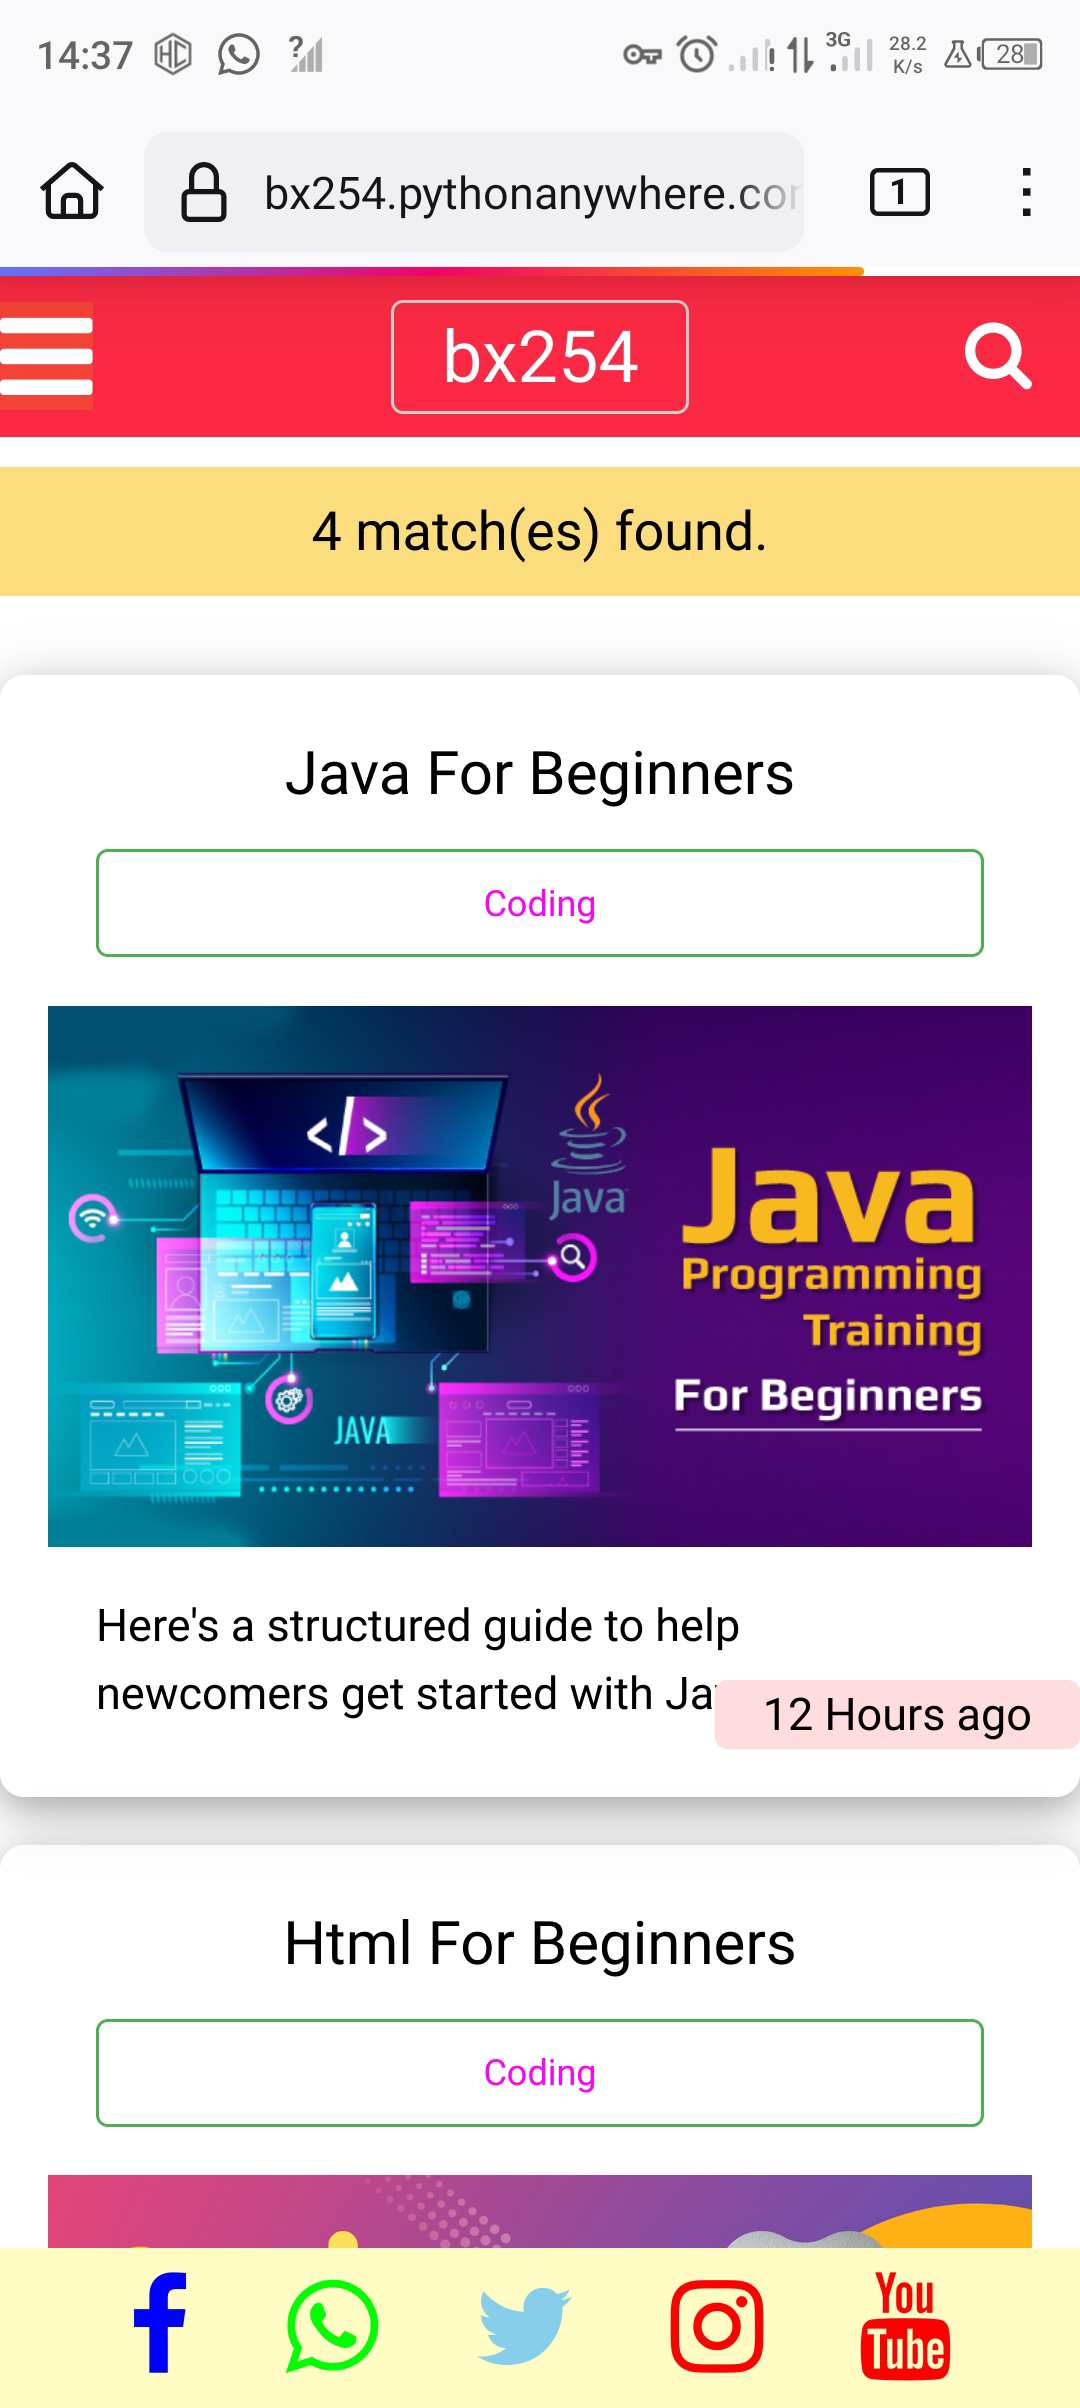 14:37 HC ? 3G 28.2 K/s 28
bx254.pythonanywhere.co
1
bx254
4 match(es) found.
Java For Beginners
Coding
</>
Java
Java
Programming
Training
For Beginners
JAVA
Here's a structured guide to help
newcomers get started with Ja
12 Hours ago
Html For Beginners
Coding
You
Tube